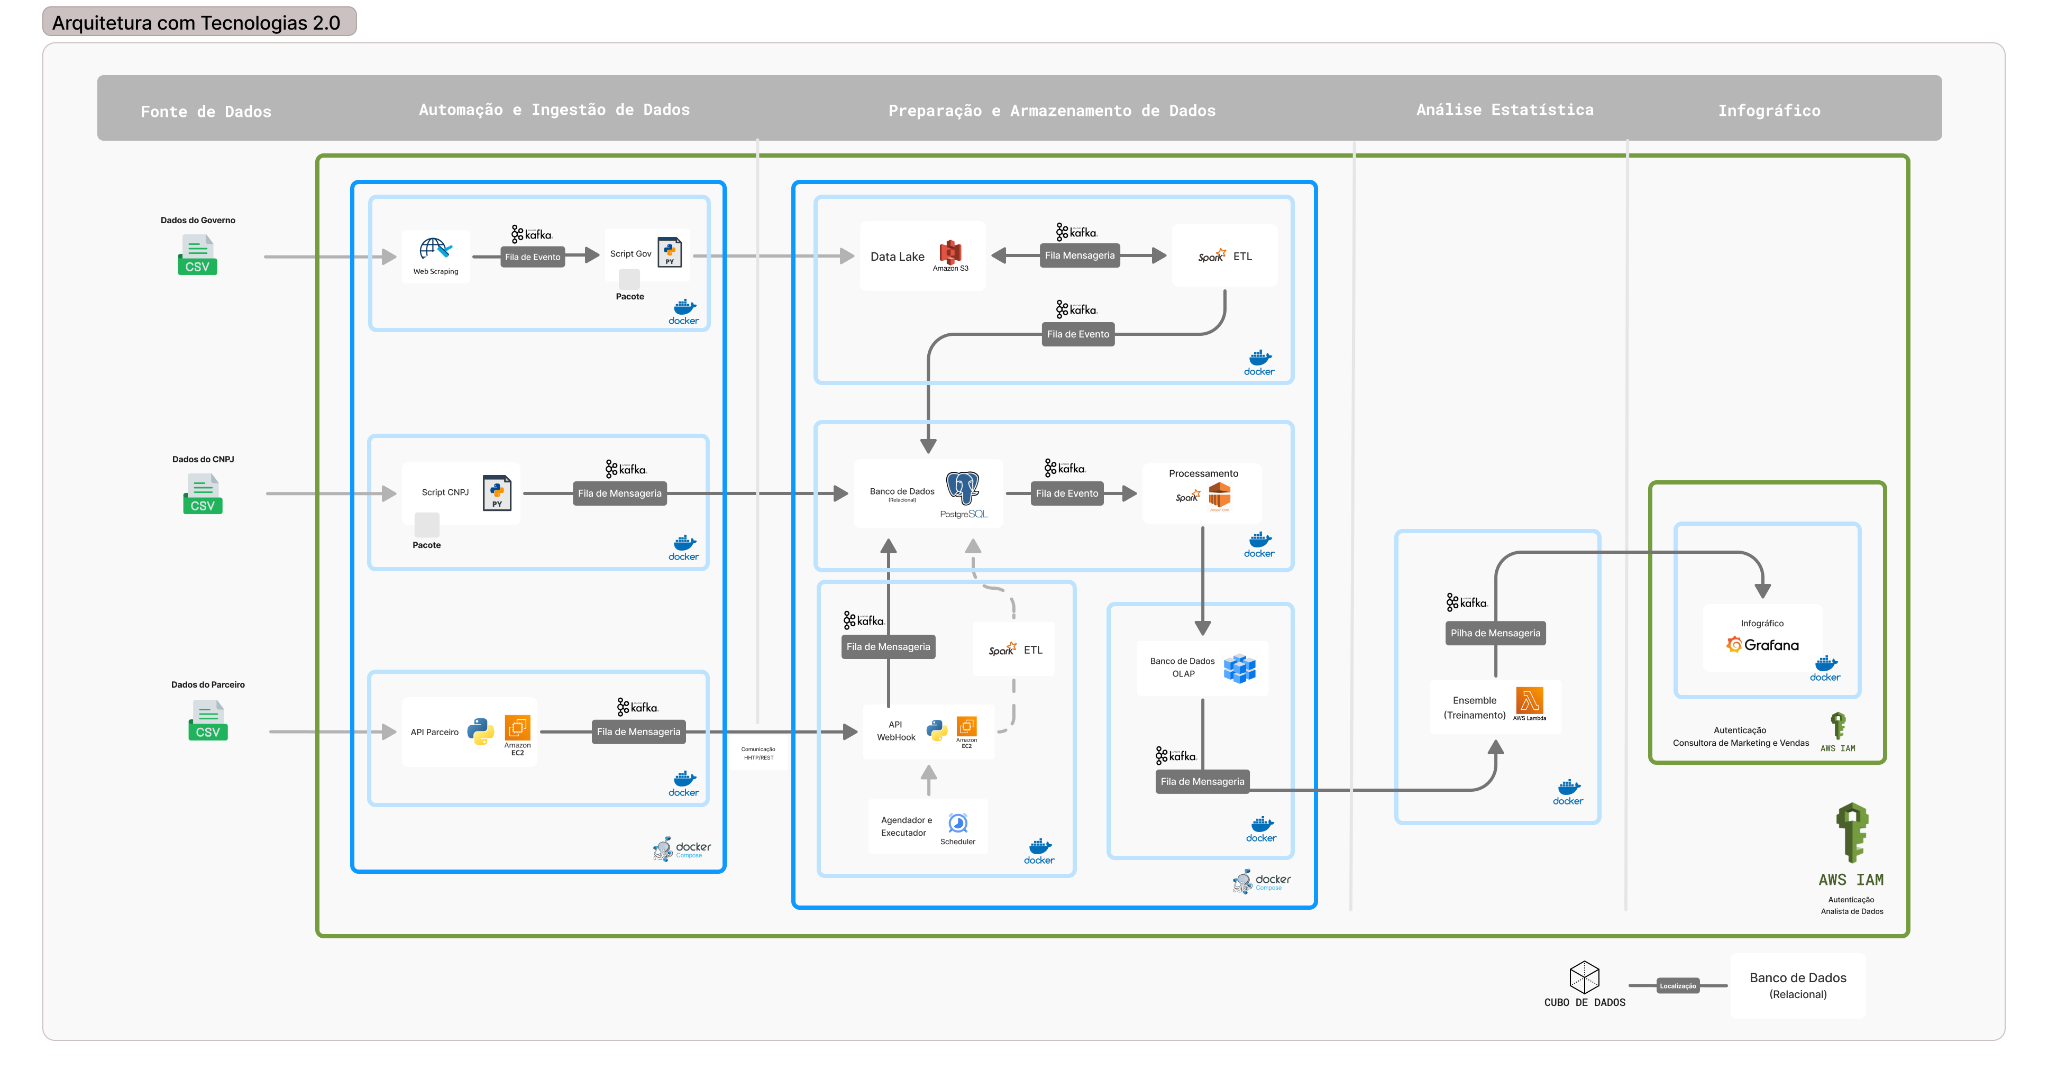 Arquitetura com Tecnologias 2.0
Fonte de Dados
Automação e Ingestão de Dados
Preparação e Armazenamento de Dados
Análise Estatística
Infográfico
Dados do Governo
CSV
Web Scraping
kafka
Fila de Evento
Script Gov
PY
Pacote
docker
Data Lake
Amazon S3
kafka
Fila Mensageria
Spark
ETL
kafka
Fila de Evento
docker
Dados do CNPJ
CSV
Script CNPJ
PY
Pacote
kafka
Fila de Mensageria
docker
Banco de Dados
(Relacional)
PostgreSQL
kafka
Fila de Evento
Processamento
Spark
docker
Dados do Parceiro
CSV
API Parceiro
Amazon
EC2
kafka
Fila de Mensageria
docker
docker
Compose
Comunicação
HHTP/REST
kafka
Fila de Mensageria
Spark
ETL
API
WebHook
Amazon
EC2
Agendador e
Executador
Scheduler
docker
Banco de Dados
OLAP
kafka
Fila de Mensageria
docker
docker
Compose
kafka
Pilha de Mensageria
Ensemble
(Treinamento)
AWS Lambda
docker
Infográfico
Grafana
docker
Autenticação
Consultora de Marketing e Vendas
AWS IAM
AWS IAM
Autenticação
Analista de Dados
CUBO DE DADOS
Localização
Banco de Dados
(Relacional)